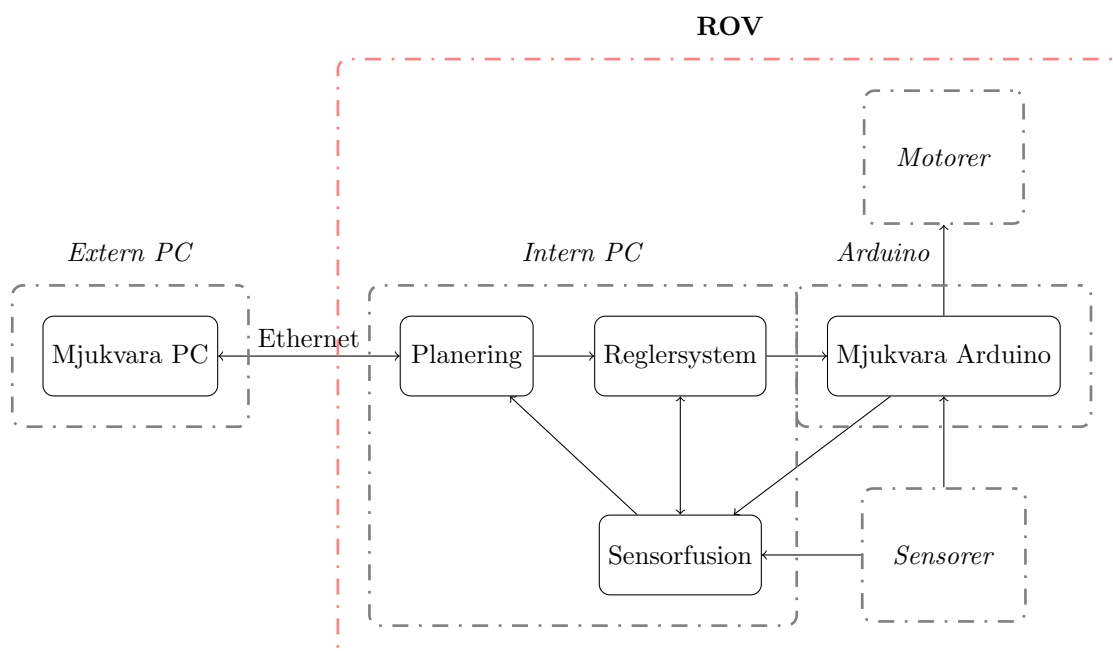 ROV
Motorer
Extern PC
Intern PC
Arduino
Mjukvara PC
Ethernet
Planering
Reglersystem
Mjukvara Arduino
Sensorfusion
Sensorer